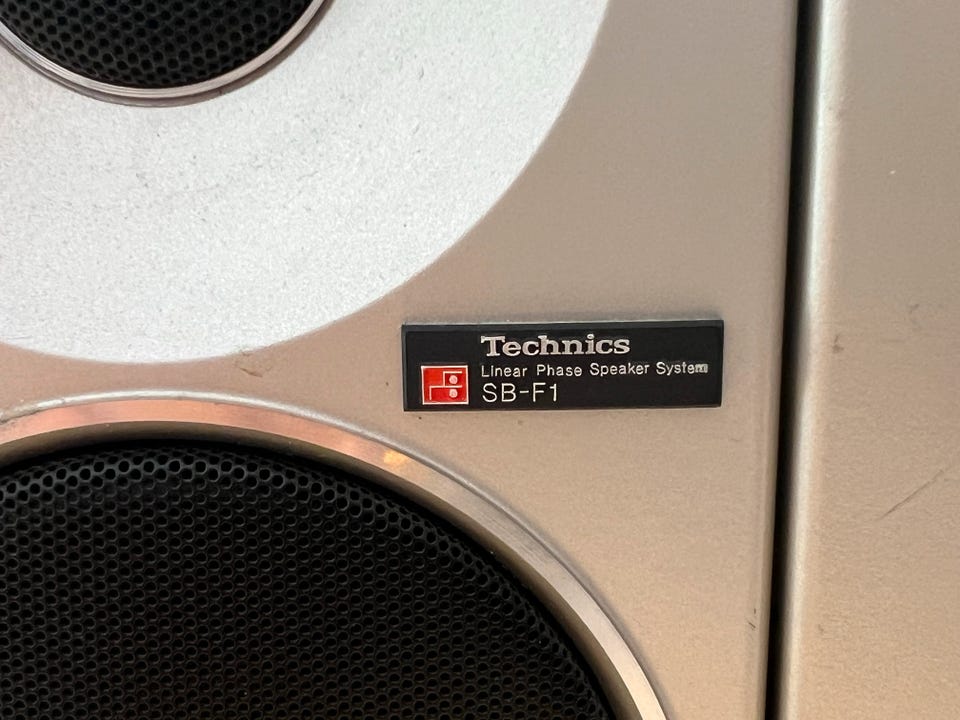 Technics
Linear Phase Speaker System
SB-F1